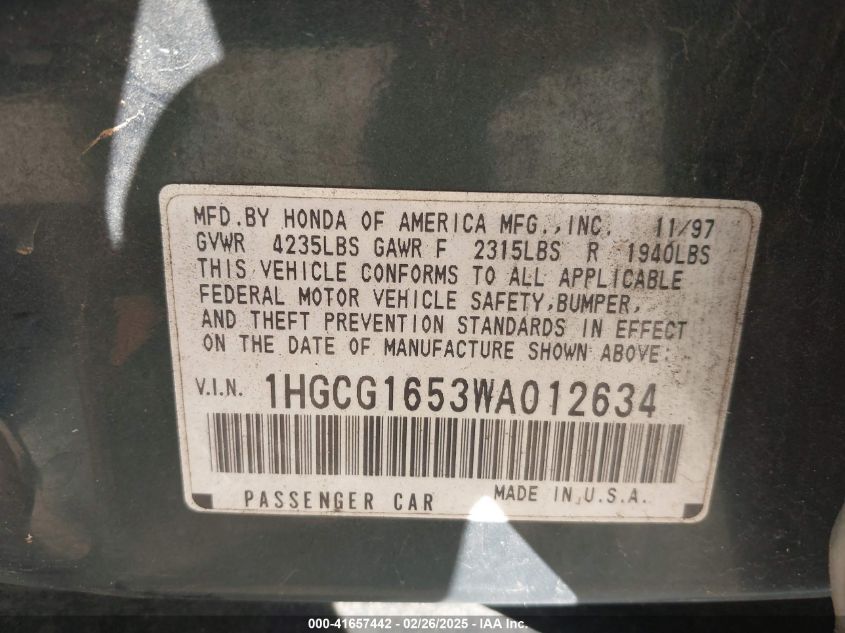 MFD.BY HONDA OF AMERICA MFG.,INC. 11/97
GVWR 4235LBS GAWR F 2315LBS R 1940LBS
THIS VEHICLE CONFORMS TO ALL APPLICABLE
FEDERAL MOTOR VEHICLE SAFETY,BUMPER,
AND THEFT PREVENTION STANDARDS IN EFFECT
ON THE DATE OF MANUFACTURE SHOWN ABOVE.
V.I.N. 1HGCG1653WA012634
PASSENGER CAR MADE IN U.S.A.
000-41657442 - 02/26/2025 - IAA Inc.